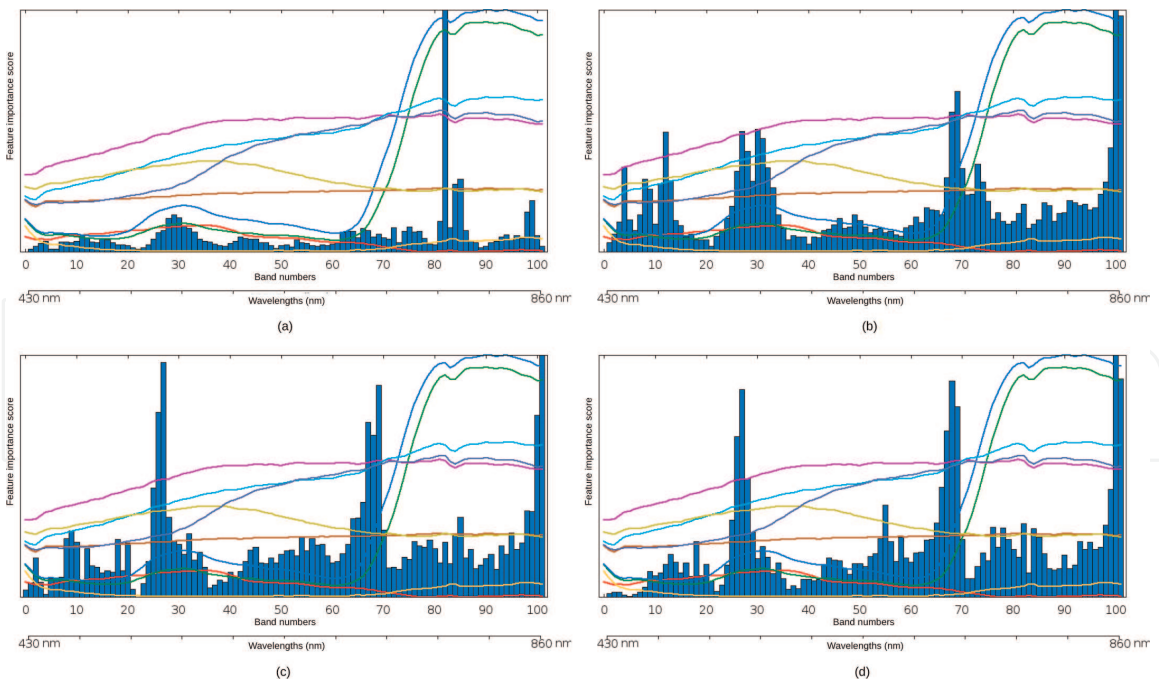 Feature importance score
0 10 20 30 40 50 60 70 80 90 100
Band numbers
430 nm 860 nm
Wavelengths (nm)
(a)
Feature importance score
0 10 20 30 40 50 60 70 80 90 100
Band numbers
430 nm 860 nm
Wavelengths (nm)
(b)
Feature importance score
0 10 20 30 40 50 60 70 80 90 100
Band numbers
430 nm 860 nm
Wavelengths (nm)
(c)
Feature importance score
0 10 20 30 40 50 60 70 80 90 100
Band numbers
430 nm 860 nm
Wavelengths (nm)
(d)